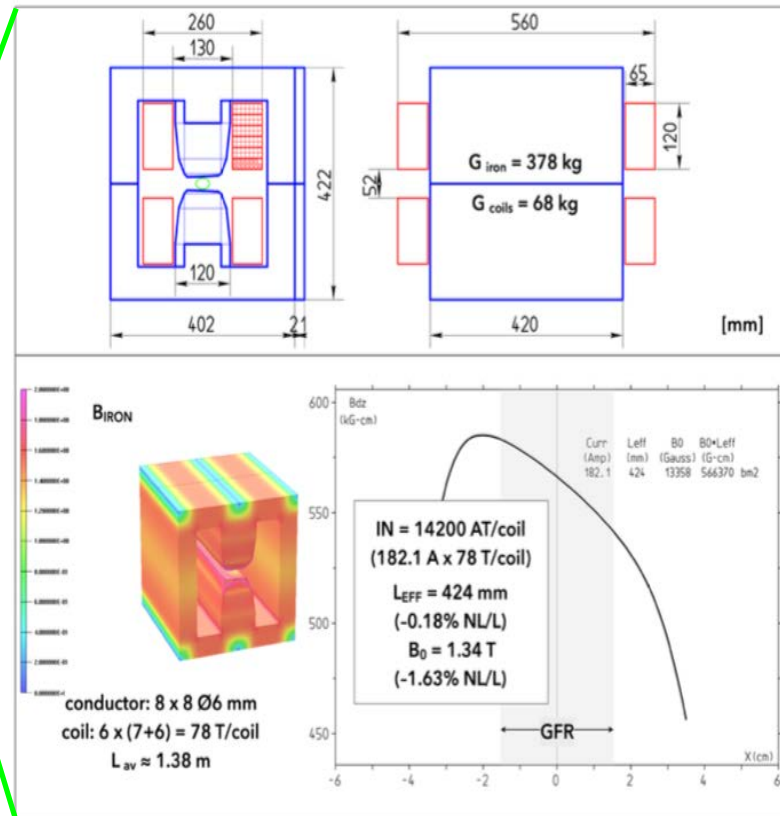 260
130
560
65
120
422
52
G iron = 378 kg
G coils = 68 kg
120
402
21
420
[mm]
B IRON
600
Bdz
(kG-cm)
Curr Leff B0 B0*Leff
(Amp) (mm) (Gauss) (G-cm)
182.1 424 13358 566370 bm2
550
IN = 14200 AT/coil
(182.1 A x 78 T/coil)
L EFF = 424 mm
(-0.18% NL/L)
B0 = 1.34 T
(-1.63% NL/L)
500
450
GFR
X(cm)
-6 -4 -2 0 2 4 6
conductor: 8 x 8 Ø6 mm
coil: 6 x (7+6) = 78 T/coil
L av ≈ 1.38 m